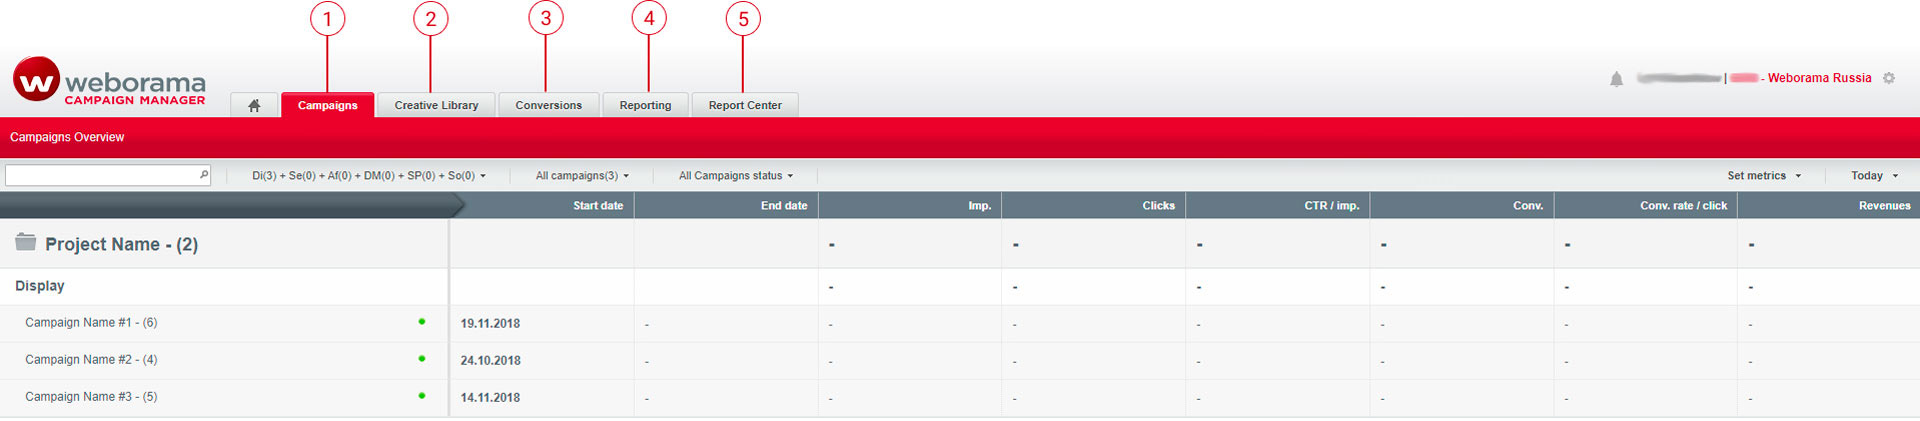 1 2 3 4 5
weborama
CAMPAIGN MANAGER
- Weborama Russia
Campaigns Creative Library Conversions Reporting Report Center
Campaigns Overview
Di(3) + Se(0) + Af(0) + DM(0) + SP(0) + So(0) All campaigns(3) All Campaigns status Set metrics Today
Start date End date Imp. Clicks CTR / imp. Conv. Conv. rate / click Revenues
Project Name - (2) - - - - - -
Display - - - - - -
Campaign Name #1 - (6) 19.11.2018 - - - - - - -
Campaign Name #2 - (4) 24.10.2018 - - - - - - -
Campaign Name #3 - (5) 14.11.2018 - - - - - - -